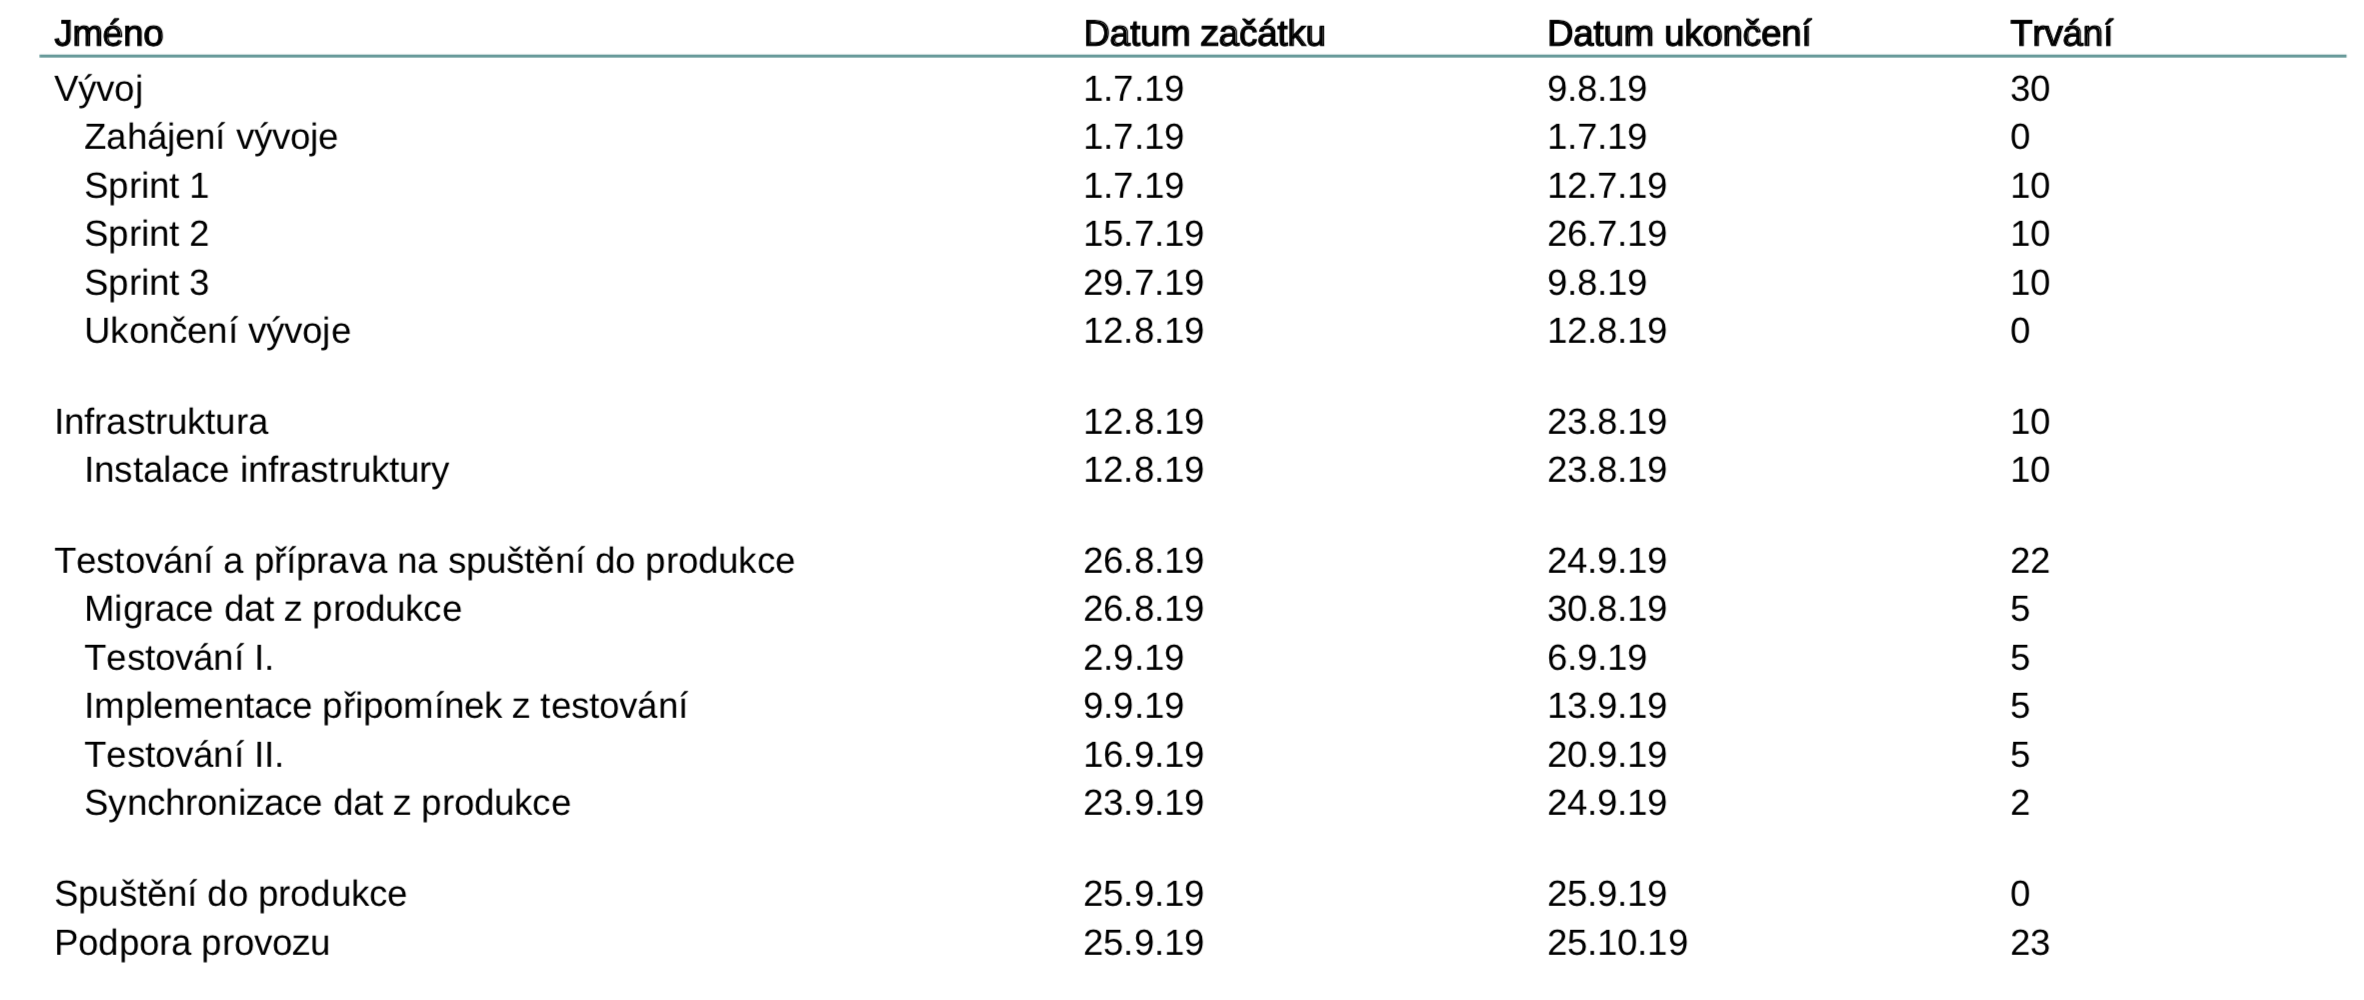 Jméno Datum začátku Datum ukončení Trvání
Vývoj 1.7.19 9.8.19 30
Zahájení vývoje 1.7.19 1.7.19 0
Sprint 1 1.7.19 12.7.19 10
Sprint 2 15.7.19 26.7.19 10
Sprint 3 29.7.19 9.8.19 10
Ukončení vývoje 12.8.19 12.8.19 0
Infrastruktura 12.8.19 23.8.19 10
Instalace infrastruktury 12.8.19 23.8.19 10
Testování a příprava na spuštění do produkce 26.8.19 24.9.19 22
Migrace dat z produkce 26.8.19 30.8.19 5
Testování I. 2.9.19 6.9.19 5
Implementace připomínek z testování 9.9.19 13.9.19 5
Testování II. 16.9.19 20.9.19 5
Synchronizace dat z produkce 23.9.19 24.9.19 2
Spuštění do produkce 25.9.19 25.9.19 0
Podpora provozu 25.9.19 25.10.19 23